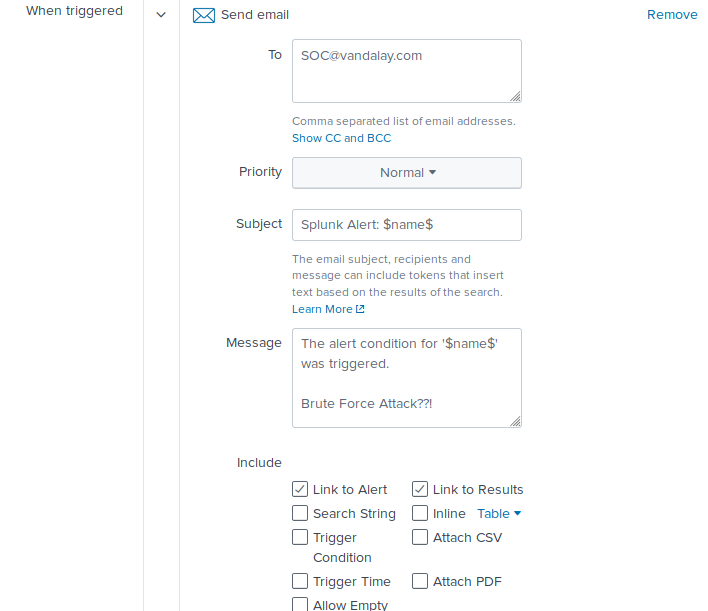 When triggered
Send email
Remove
To
SOC@vandalay.com
Comma separated list of email addresses.
Show CC and BCC
Priority
Normal
Subject
Splunk Alert: $name$
The email subject, recipients and
message can include tokens that insert
text based on the results of the search.
Learn More
Message
The alert condition for '$name$'
was triggered.
Brute Force Attack??!
Include
Link to Alert
Link to Results
Search String
Inline Table
Trigger
Condition
Attach CSV
Trigger Time
Attach PDF
Allow Empty